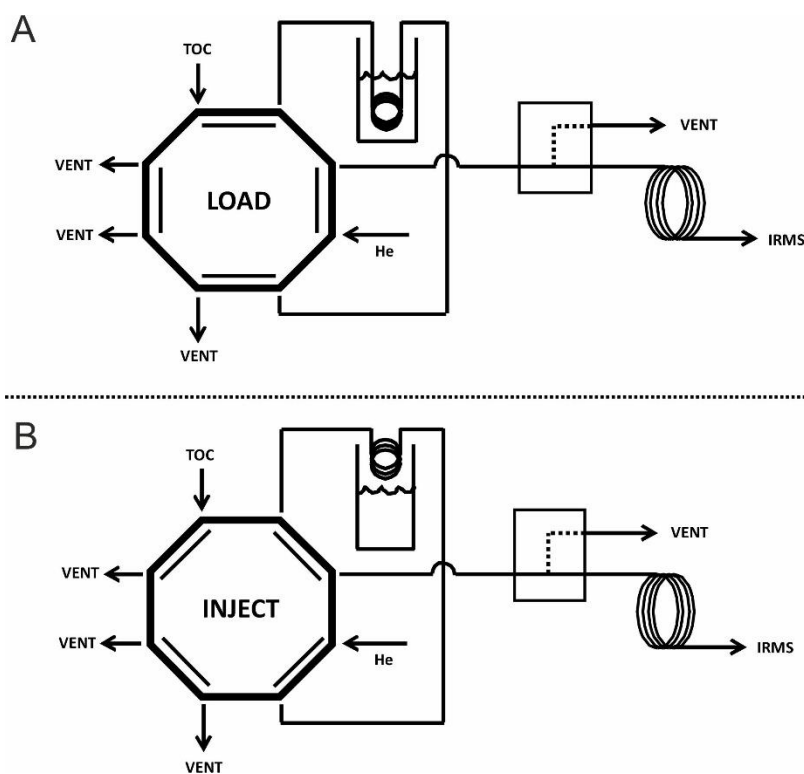 A
TOC
VENT
VENT
LOAD
VENT
He
VENT
IRMS
B
TOC
VENT
VENT
INJECT
VENT
He
VENT
IRMS